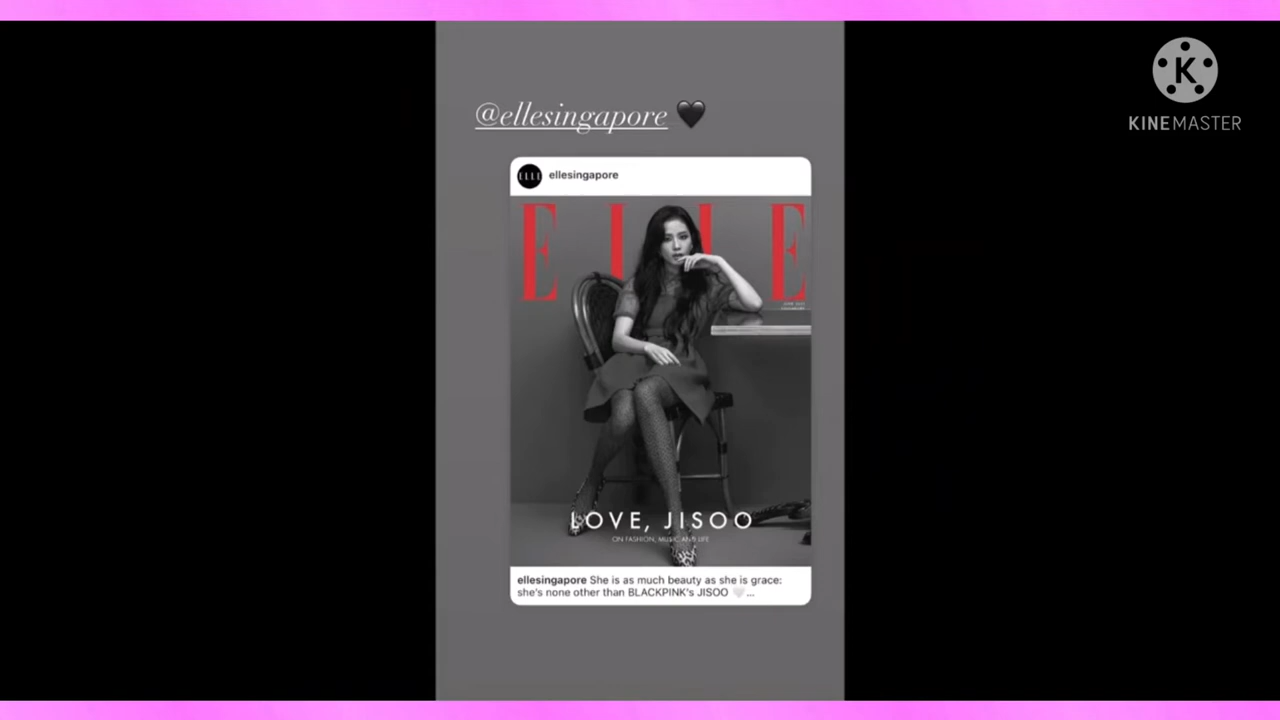 @ellesingapore 🖤
K
KINEMASTER
ELLE
ellesingapore
ELLE
LOVE, JISOO
ON FASHION, MUSIC AND LIFE
ellesingapore She is as much beauty as she is grace:
she's none other than BLACKPINK's JISOO 🤍...